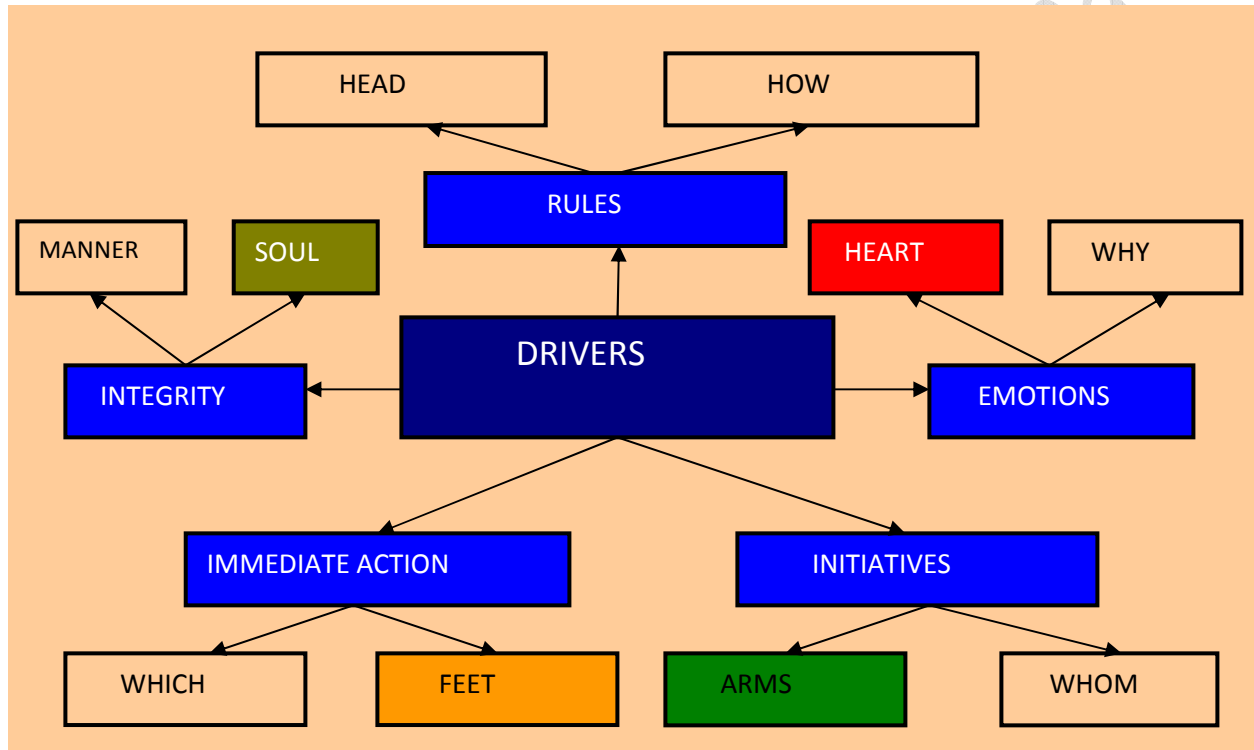 HEAD
HOW
RULES
MANNER
SOUL
HEART
WHY
DRIVERS
INTEGRITY
EMOTIONS
IMMEDIATE ACTION
INITIATIVES
WHICH
FEET
ARMS
WHOM